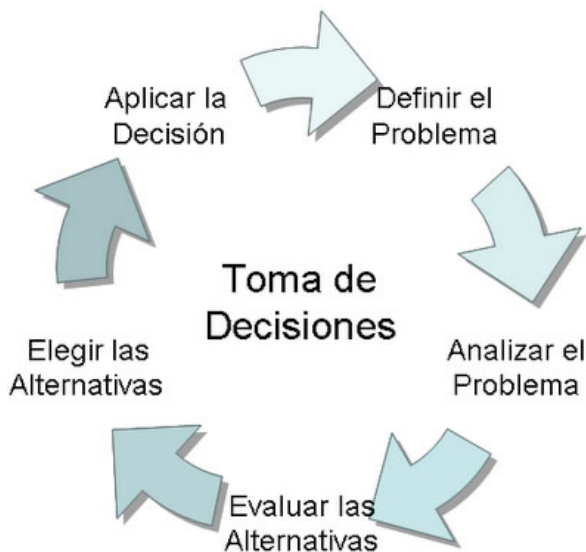 Aplicar la
Decisión
Definir el
Problema
Toma de
Decisiones
Analizar el
Problema
Elegir las
Alternativas
Evaluar las
Alternativas